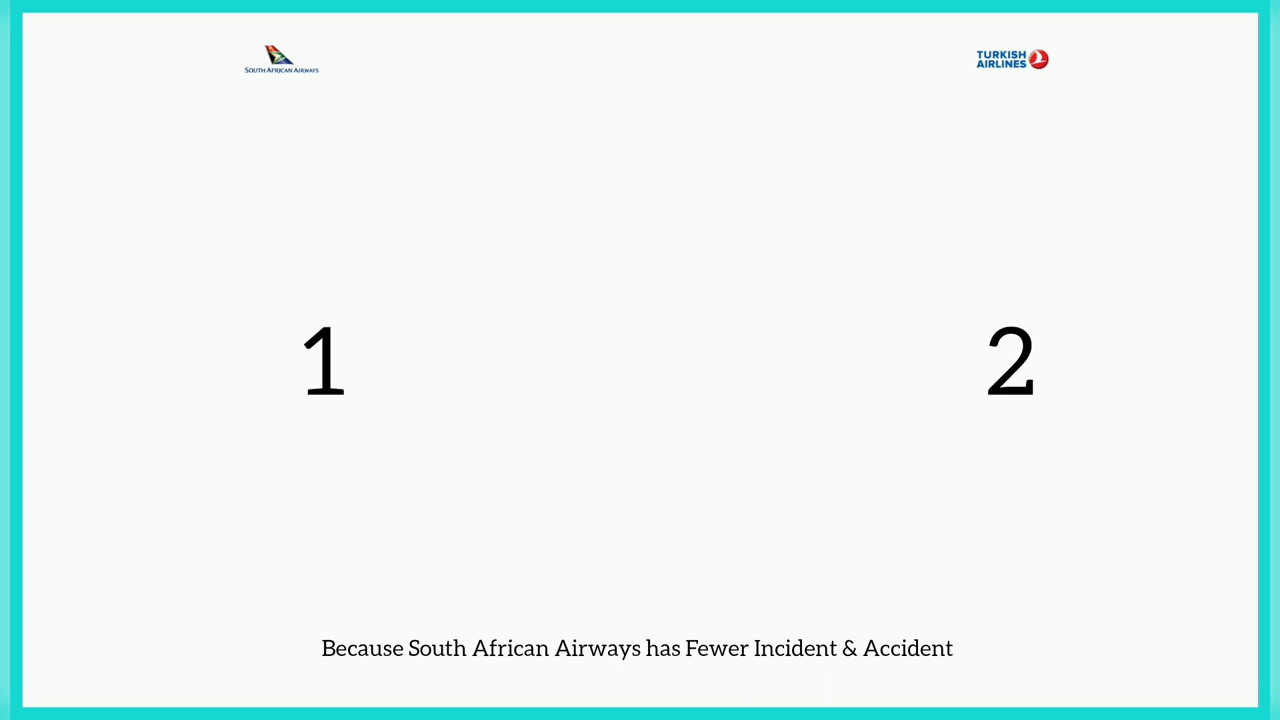 SOUTH AFRICAN AIRWAYS
TURKISH
AIRLINES
1
2
Because South African Airways has Fewer Incident & Accident